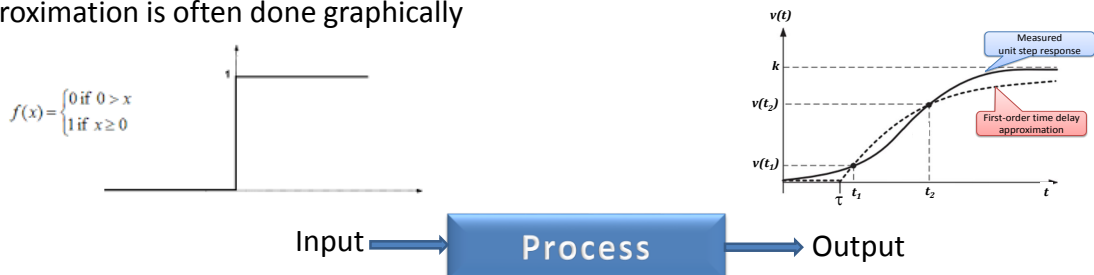 roximation is often done graphically
f(x) = {0 if 0 > x
1 if x ≥ 0
1
v(t)
k
v(t₂)
v(t₁)
τ t₁ t₂ t
Measured
unit step response
First-order time delay
approximation
Input Process Output